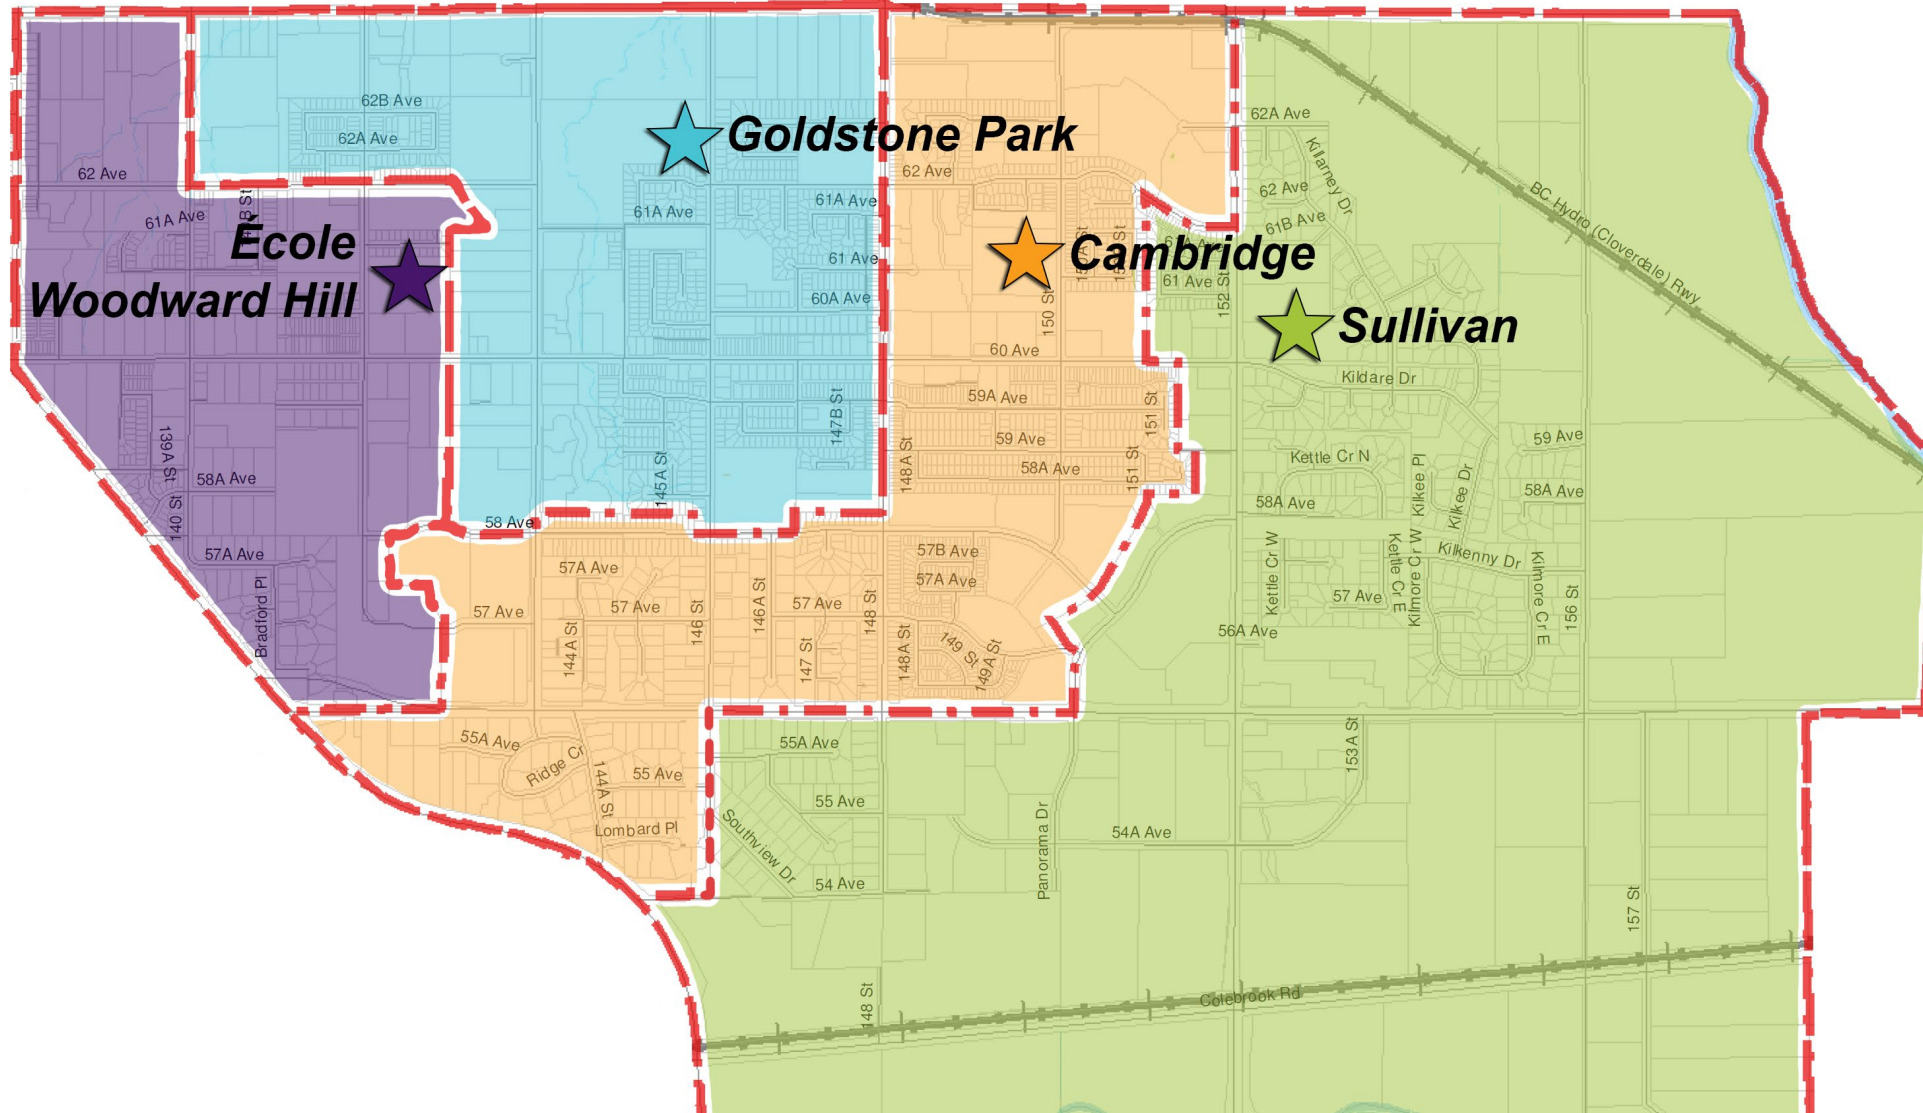 62B Ave
62A Ave
62A Ave
Goldstone Park
62 Ave
62 Ave
Killarney Dr
62 Ave
BC Hydro (Cloverdale) Rwy
61A Ave
61A Ave
61A Ave
61B Ave
École
Woodward Hill
61 Ave
Cambridge
61 Ave
152 St
60A Ave
150 St
Sullivan
60 Ave
Kildare Dr
59A Ave
147B St
151 St
139A St
59 Ave
59 Ave
Kettle Cr N
148A St
58A Ave
151 St
Kilkee Pl
Kilkee Dr
58A Ave
145A St
58A Ave
58A Ave
140 St
58 Ave
57A Ave
57A Ave
57B Ave
57A Ave
Kettle Cr W
Kettle Cr E
Kilmore Cr W
Kilkenny Dr
Kilmore Cr E
Bradford Pl
57 Ave
57 Ave
57 Ave
57 Ave
146 St
146A St
148 St
156 St
56A Ave
144A St
147 St
148A St
149 St
149A St
55A Ave
55A Ave
153A St
Ridge Cr
55 Ave
144A St
55 Ave
Lombard Pl
Southview Dr
Panorama Dr
54A Ave
54 Ave
157 St
148 St
Colebrook Rd